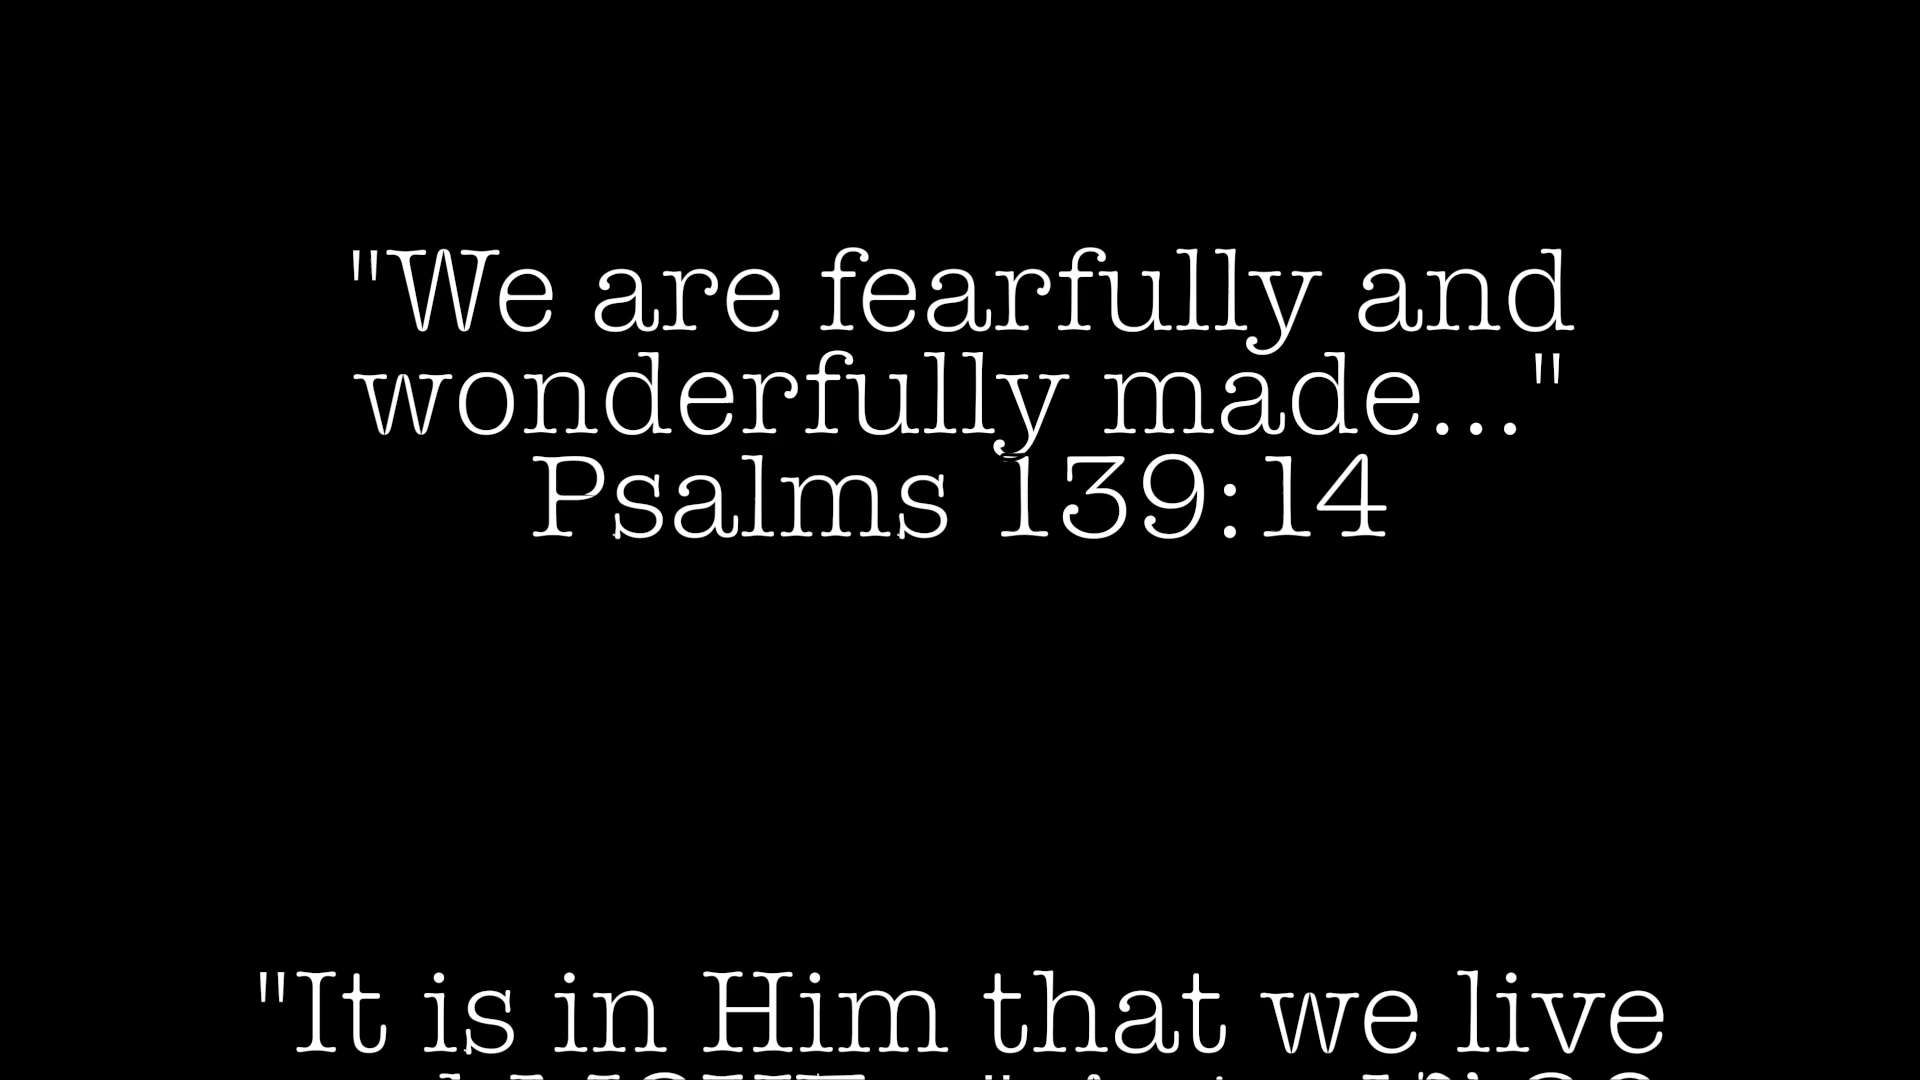 "We are fearfully and
wonderfully made..."
Psalms 139:14
"It is in Him that we live